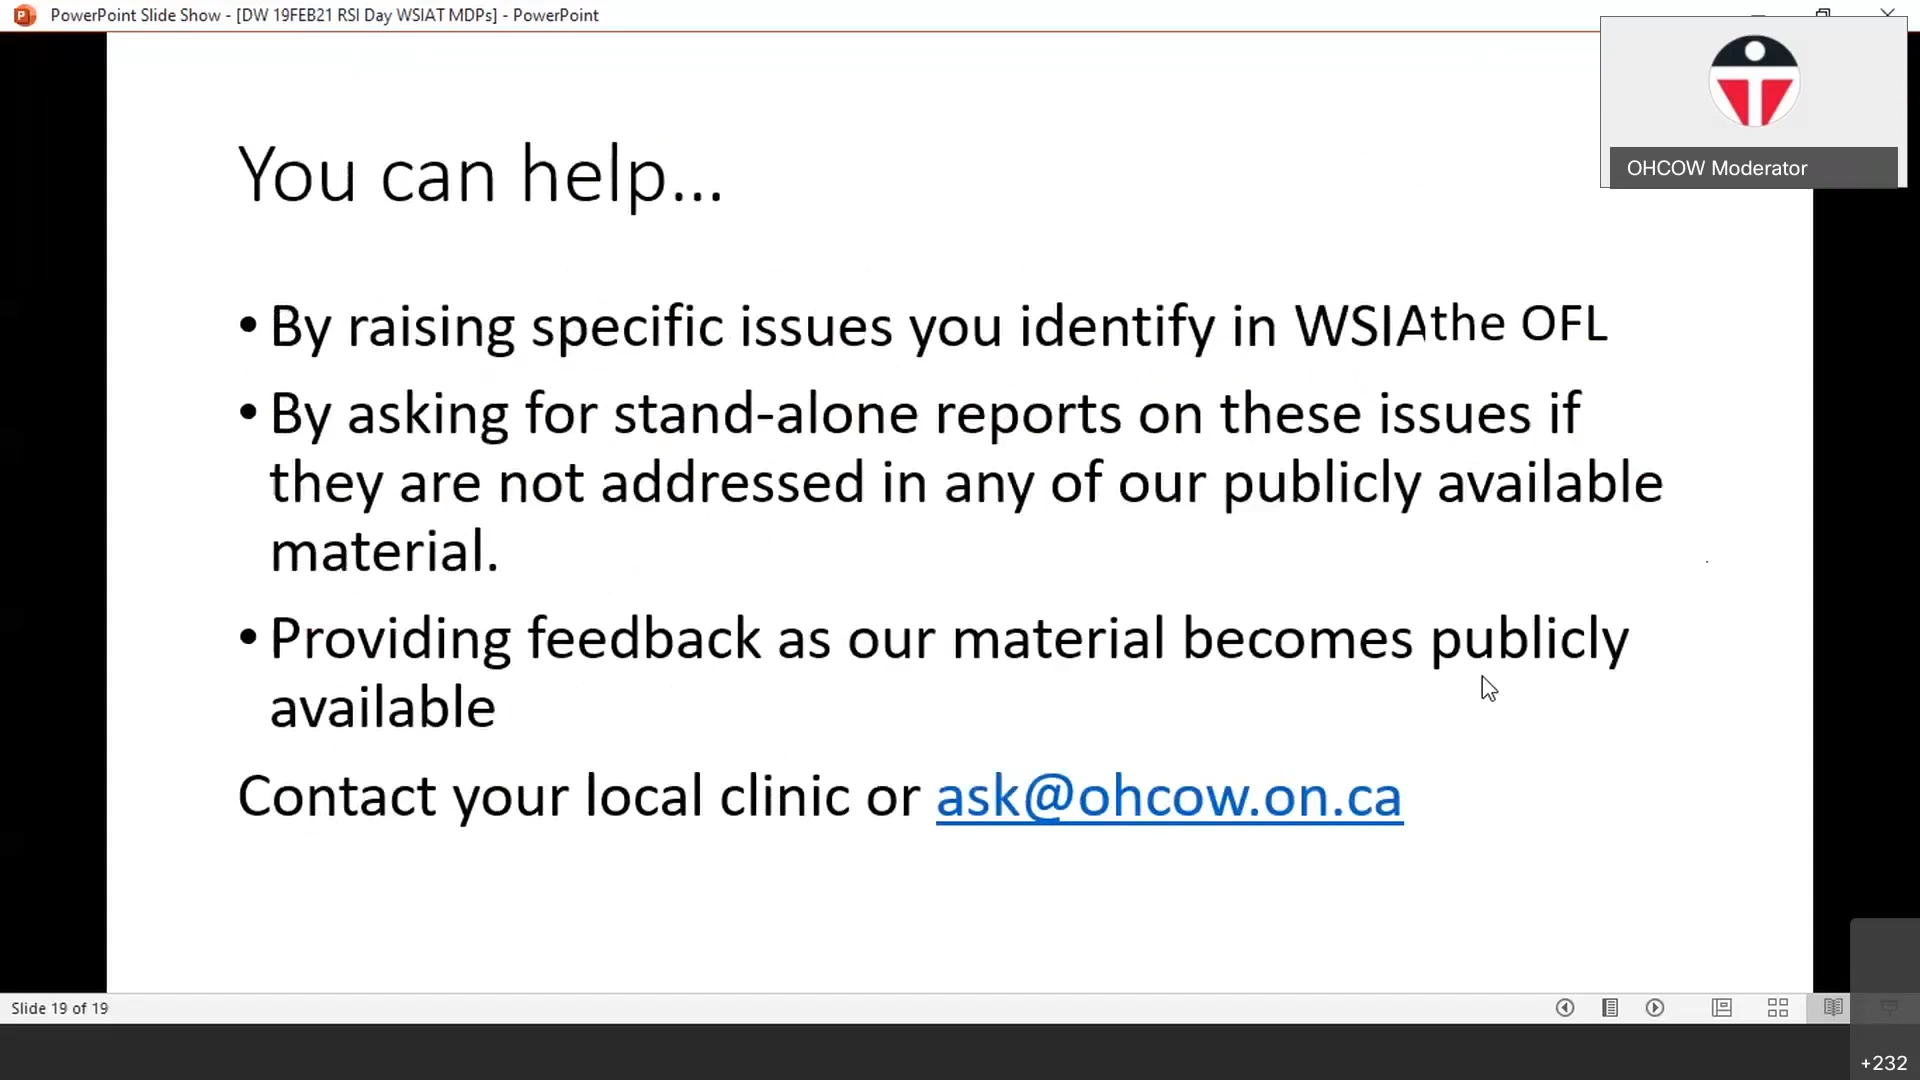 PowerPoint Slide Show - [DW 19FEB21 RSI Day WSIAT MDPs] - PowerPoint
OHCOW Moderator
You can help...
• By raising specific issues you identify in WSIA the OFL
• By asking for stand-alone reports on these issues if
they are not addressed in any of our publicly available
material.
• Providing feedback as our material becomes publicly
available
Contact your local clinic or ask@ohcow.on.ca
Slide 19 of 19
+232